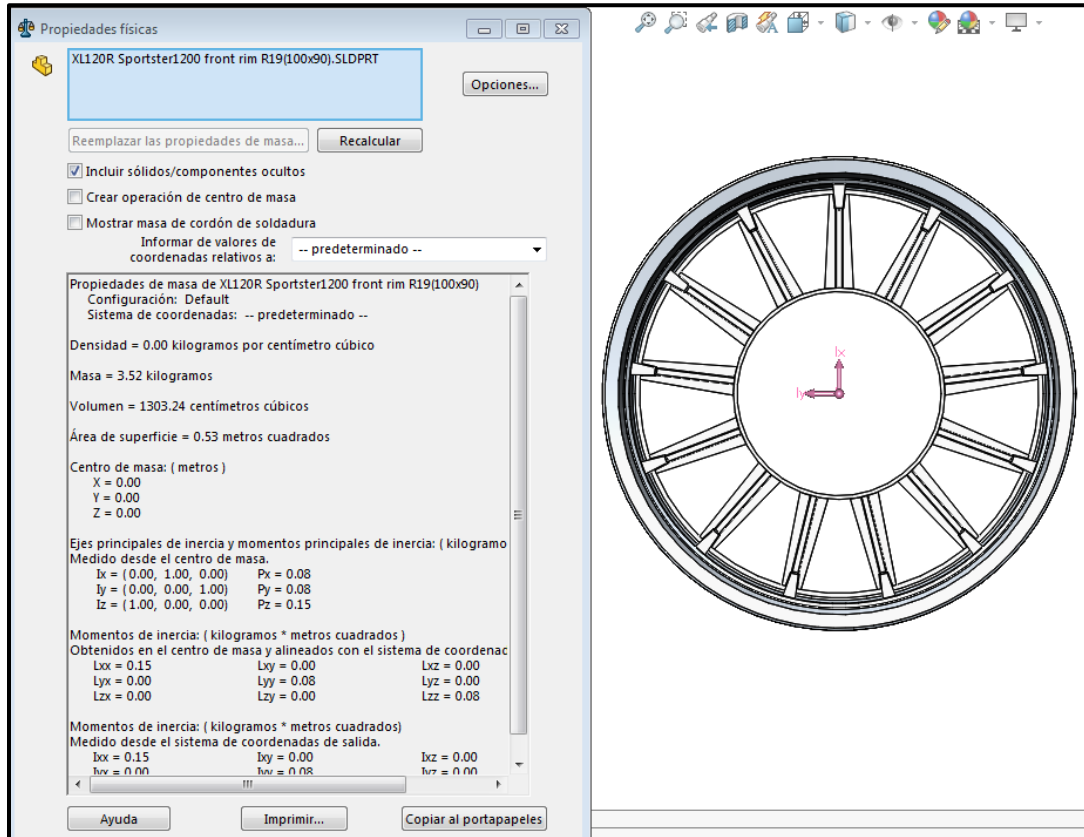 Propiedades físicas
XL120R Sportster1200 front rim R19(100x90).SLDPRT
Opciones...
Reemplazar las propiedades de masa...
Recalcular
Incluir sólidos/componentes ocultos
Crear operación de centro de masa
Mostrar masa de cordón de soldadura
Informar de valores de
coordenadas relativos a:
-- predeterminado --
Propiedades de masa de XL120R Sportster1200 front rim R19(100x90)
Configuración: Default
Sistema de coordenadas: -- predeterminado --
Densidad = 0.00 kilogramos por centímetro cúbico
Masa = 3.52 kilogramos
Volumen = 1303.24 centímetros cúbicos
Área de superficie = 0.53 metros cuadrados
Centro de masa: ( metros )
X = 0.00
Y = 0.00
Z = 0.00
Ejes principales de inercia y momentos principales de inercia: ( kilogramo
Medido desde el centro de masa.
Ix = ( 0.00, 1.00, 0.00) Px = 0.08
Iy = ( 0.00, 0.00, 1.00) Py = 0.08
Iz = ( 1.00, 0.00, 0.00) Pz = 0.15
Momentos de inercia: ( kilogramos * metros cuadrados )
Obtenidos en el centro de masa y alineados con el sistema de coordenac
Lxx = 0.15 Lxy = 0.00 Lxz = 0.00
Lyx = 0.00 Lyy = 0.08 Lyz = 0.00
Lzx = 0.00 Lzy = 0.00 Lzz = 0.08
Momentos de inercia: ( kilogramos * metros cuadrados)
Medido desde el sistema de coordenadas de salida.
Ixx = 0.15 Ixy = 0.00 Ixz = 0.00
Iyx = 0.00 Iyy = 0.08 Iyz = 0.00
Ayuda
Imprimir...
Copiar al portapapeles
Ix
Iy